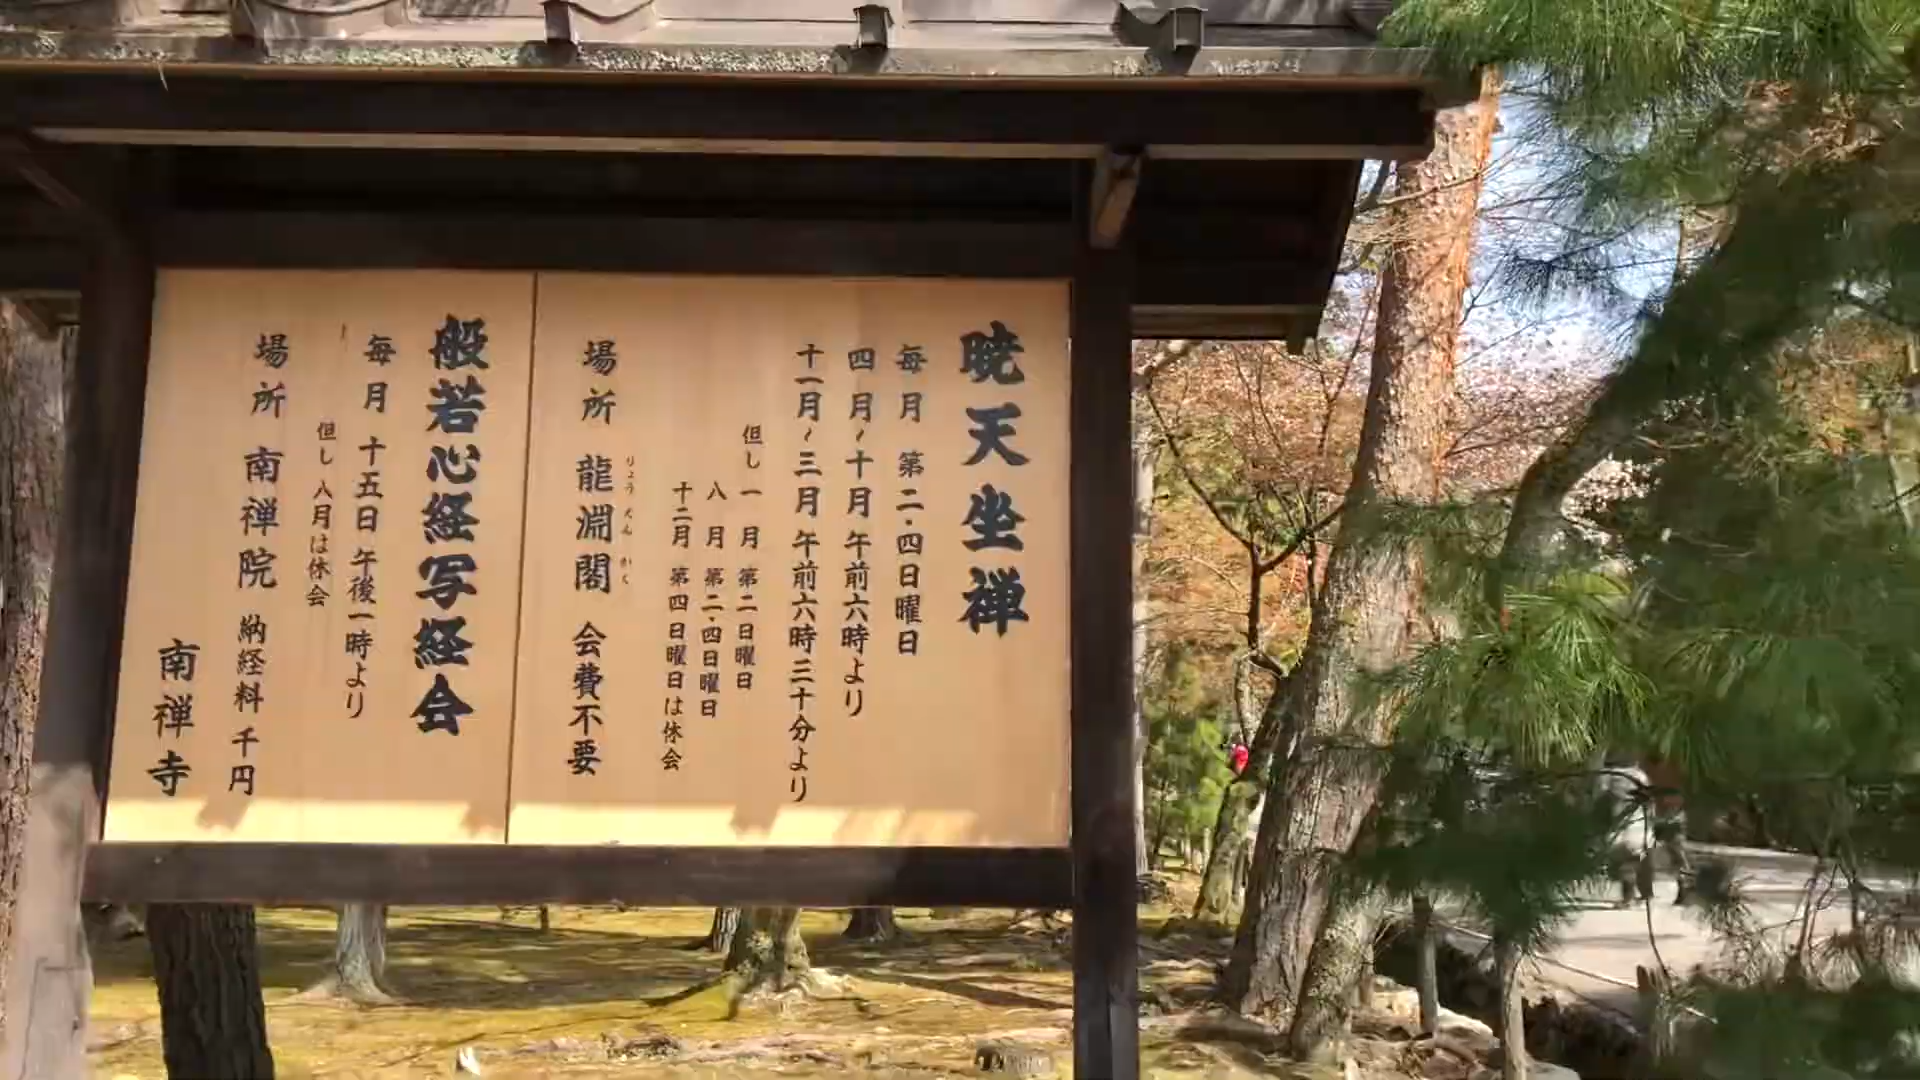 暁天坐禅
毎月 第二・四日曜日
四月~十月 午前六時より
十一月~三月 午前六時三十分より
但し 一月 第二日曜日
八月 第二・四日曜日
十二月 第四日曜日は休会
場所 龍淵閣 会費不要
りょうえん かく
般若心経写経会
毎月 十五日 午後一時より
但し 八月は休会
場所 南禅院 納経料 千円
南禅寺